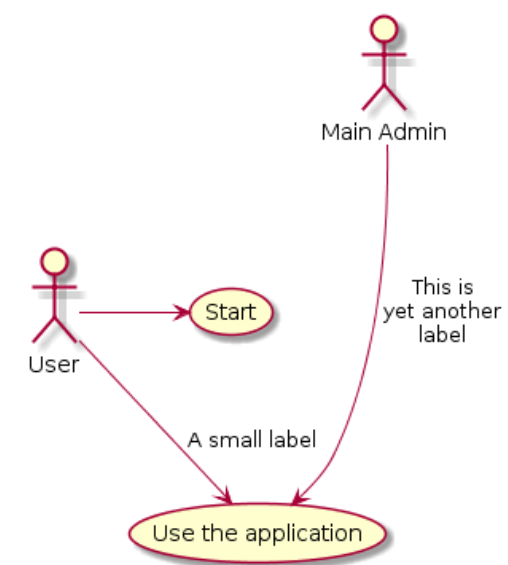 Main Admin
This is
yet another
label
Start
User
A small label
Use the application